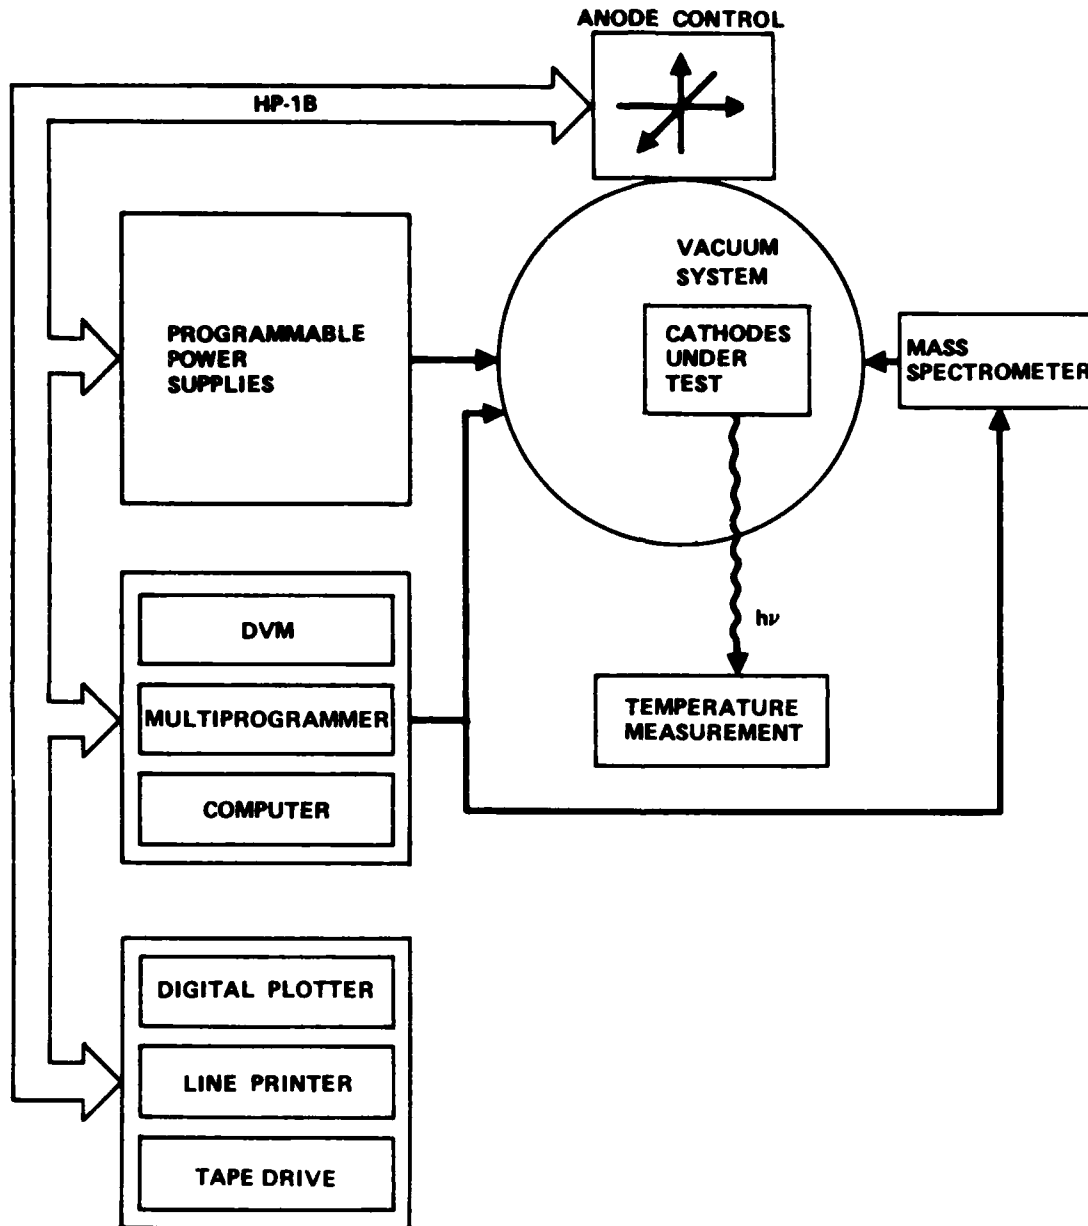 ANODE CONTROL
HP-1B
VACUUM
SYSTEM
PROGRAMMABLE
POWER
SUPPLIES
CATHODES
UNDER
TEST
MASS
SPECTROMETER
DVM
hν
MULTIPROGRAMMER
TEMPERATURE
MEASUREMENT
COMPUTER
DIGITAL PLOTTER
LINE PRINTER
TAPE DRIVE